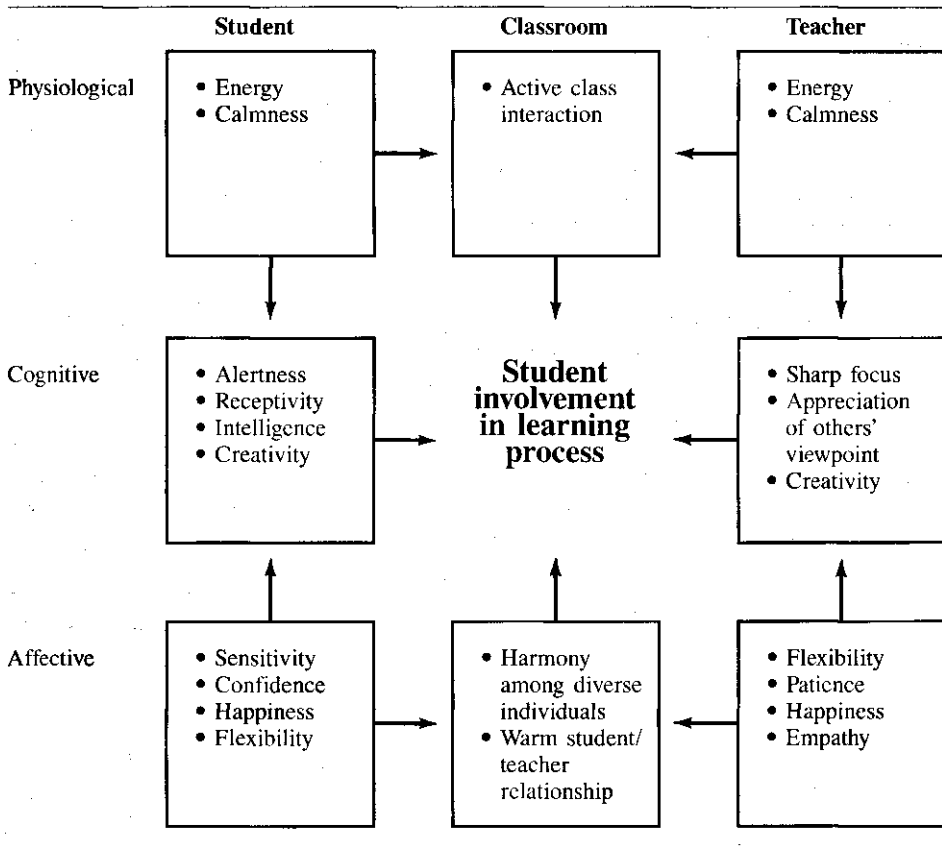 Student Classroom Teacher
Physiological
• Energy
• Calmness
• Active class
interaction
• Energy
• Calmness
Cognitive
• Alertness
• Receptivity
• Intelligence
• Creativity
Student
involvement
in learning
process
• Sharp focus
• Appreciation
of others'
viewpoint
• Creativity
Affective
• Sensitivity
• Confidence
• Happiness
• Flexibility
• Harmony
among diverse
individuals
• Warm student/
teacher
relationship
• Flexibility
• Patience
• Happiness
• Empathy